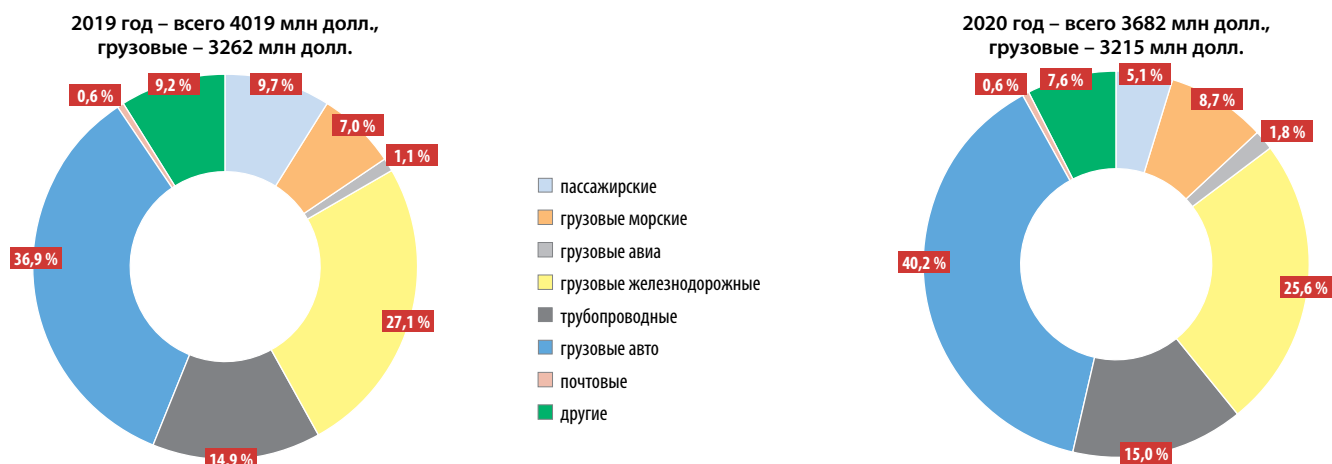 2019 год – всего 4019 млн долл.,
грузовые – 3262 млн долл.
0,6 %
9,2 %
9,7 %
7,0 %
1,1 %
36,9 %
27,1 %
14,9 %
пассажирские
грузовые морские
грузовые авиа
грузовые железнодорожные
трубопроводные
грузовые авто
почтовые
другие
2020 год – всего 3682 млн долл.,
грузовые – 3215 млн долл.
0,6 %
7,6 %
5,1 %
8,7 %
1,8 %
40,2 %
25,6 %
15,0 %